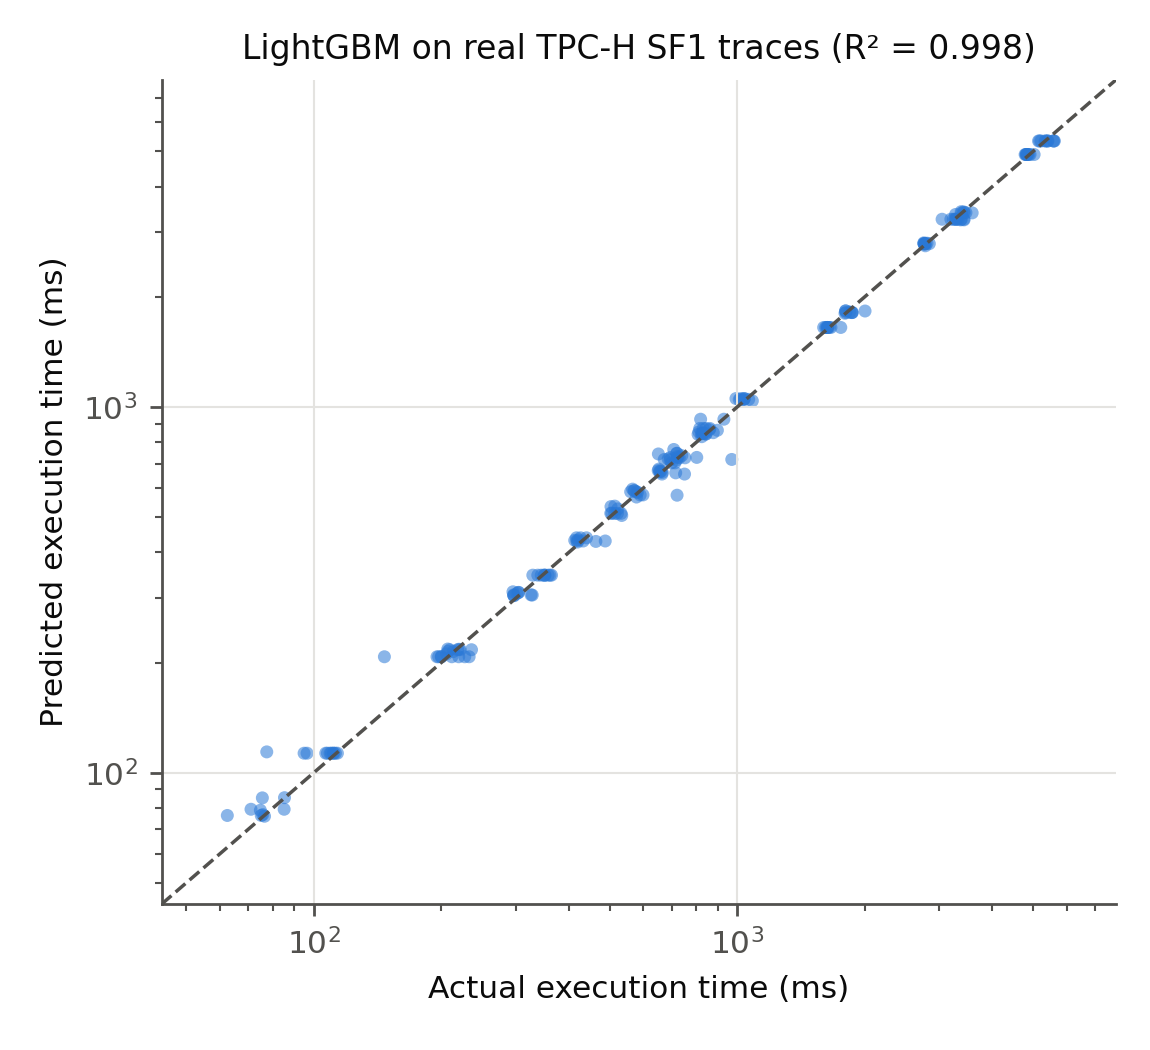 LightGBM on real TPC-H SF1 traces (R² = 0.998)
Predicted execution time (ms)
10³
10²
10²
10³
Actual execution time (ms)